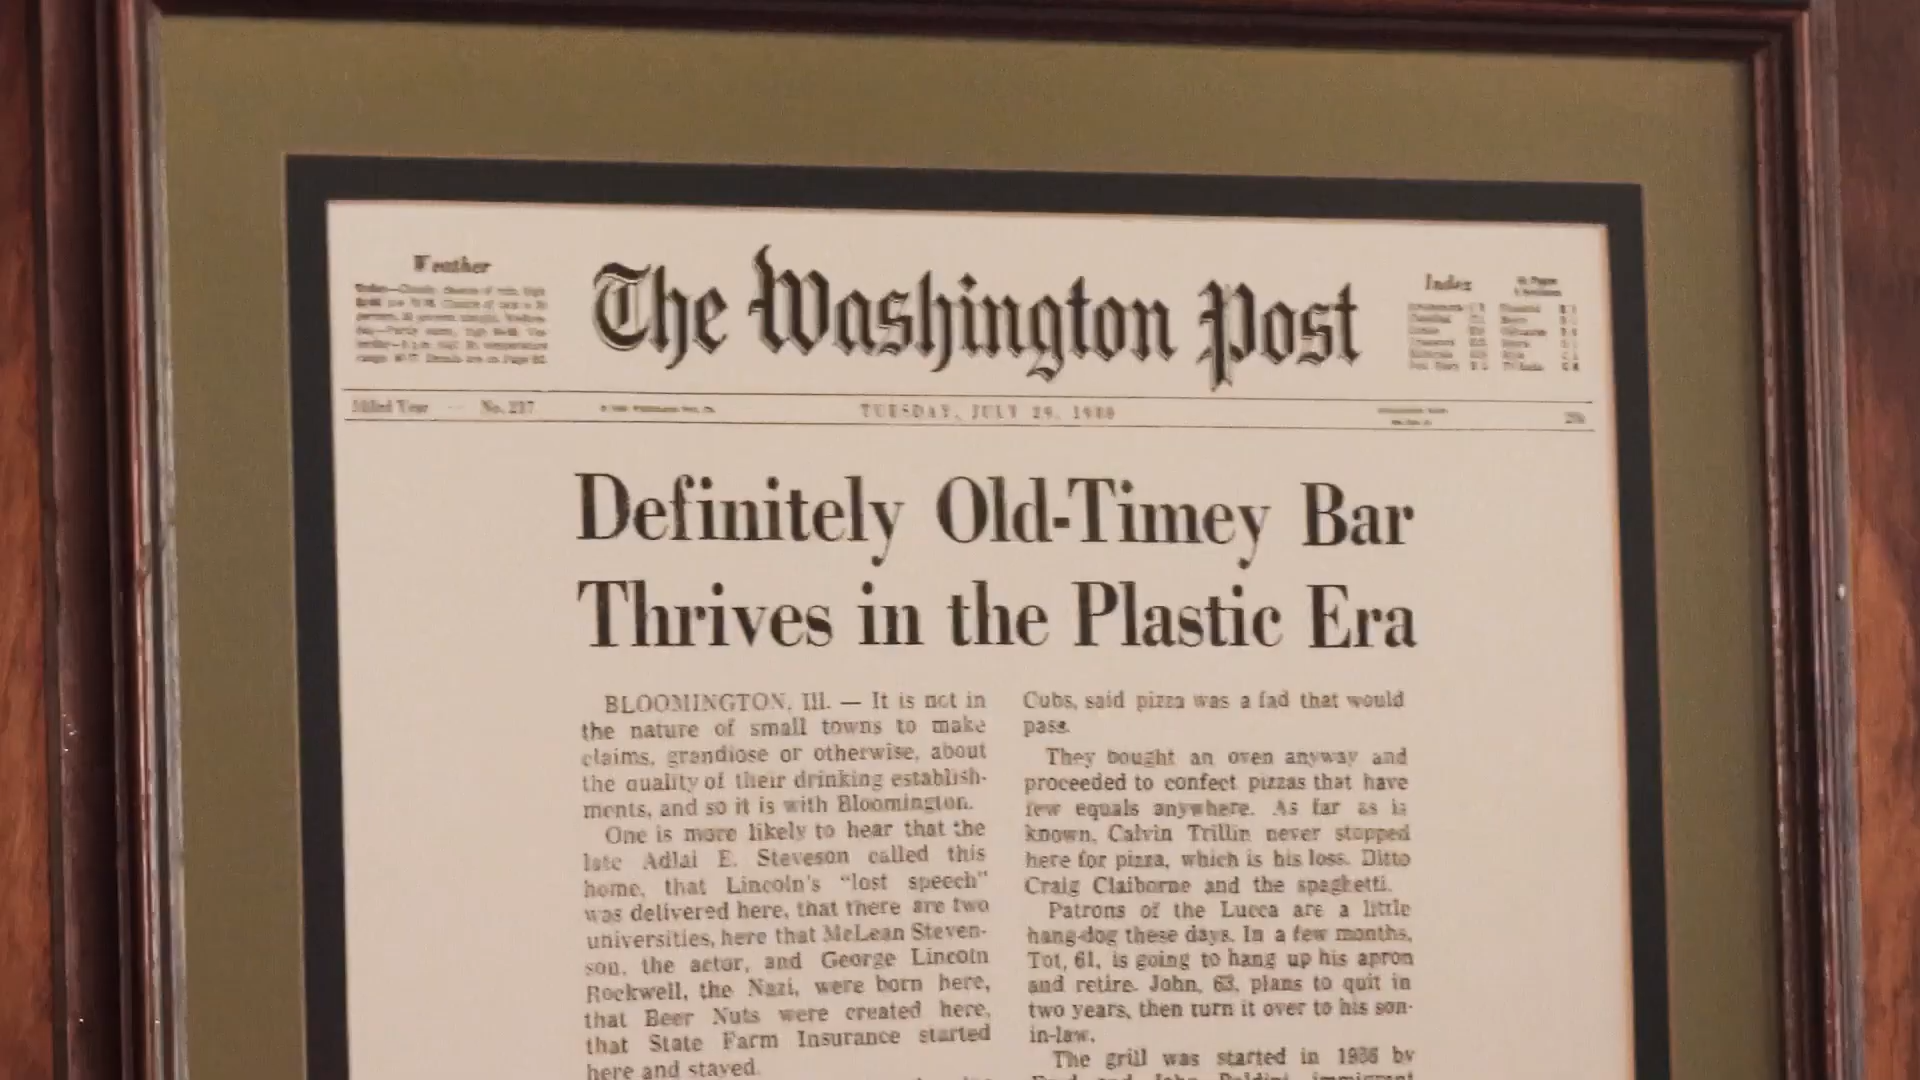 Weather
The Washington Post
Index
No. 237
TUESDAY, JULY 29, 1980
Definitely Old-Timey Bar
Thrives in the Plastic Era
BLOOMINGTON, Ill. — It is not in
the nature of small towns to make
claims, grandiose or otherwise, about
the quality of their drinking establish-
ments, and so it is with Bloomington.
One is more likely to hear that the
late Adlai E. Steveson called this
home, that Lincoln's "lost speech"
was delivered here, that there are two
universities, here that McLean Steven-
son, the actor, and George Lincoln
Rockwell, the Nazi, were born here,
that Beer Nuts were created here,
that State Farm Insurance started
here and stayed.
Cubs, said pizza was a fad that would
pass.
They bought an oven anyway and
proceeded to confect pizzas that have
few equals anywhere. As far as is
known, Calvin Trillin never stopped
here for pizza, which is his loss. Ditto
Craig Claiborne and the spaghetti.
Patrons of the Lucca are a little
hang-dog these days. In a few months,
Tot, 61, is going to hang up his apron
and retire. John, 63, plans to quit in
two years, then turn it over to his son-
in-law.
The grill was started in 1936 by